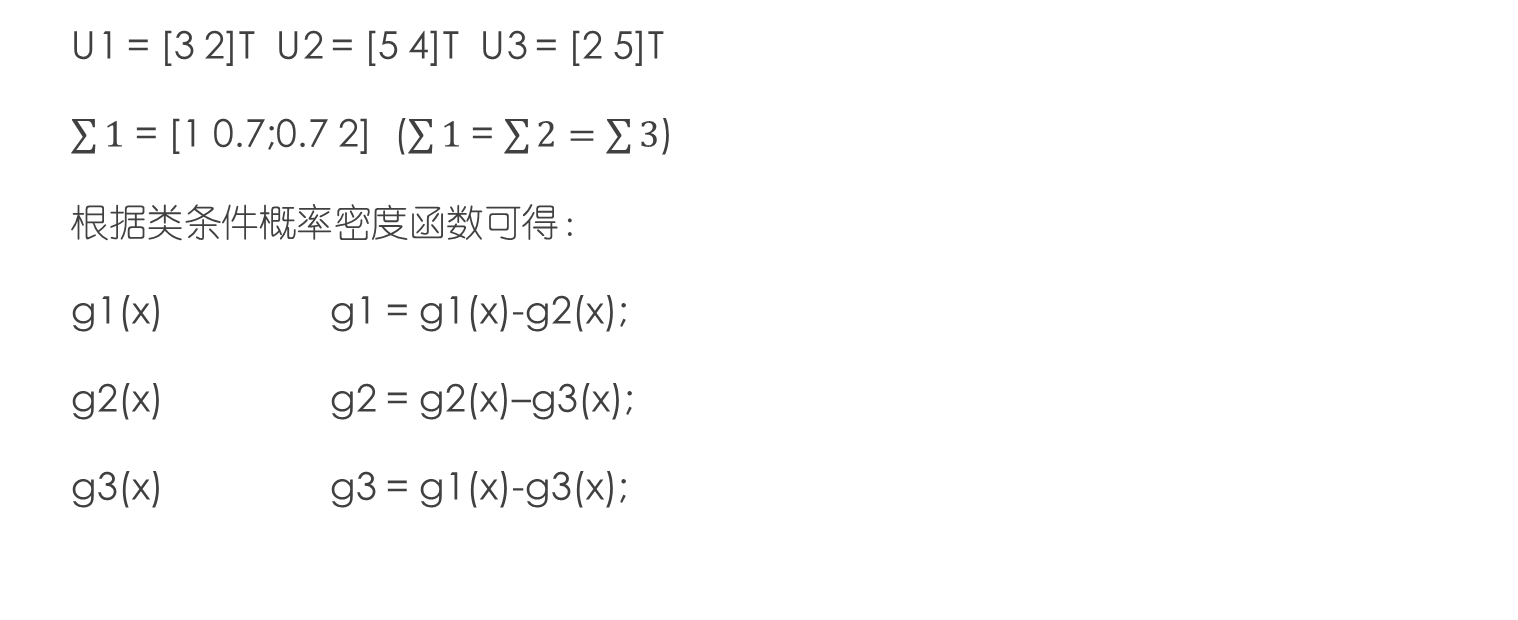 U1 = [3 2]T U2 = [5 4]T U3 = [2 5]T
∑1 = [1 0.7;0.7 2] (∑1 = ∑2 = ∑3)
根据类条件概率密度函数可得：
g1(x) g1 = g1(x)-g2(x);
g2(x) g2 = g2(x)–g3(x);
g3(x) g3 = g1(x)-g3(x);